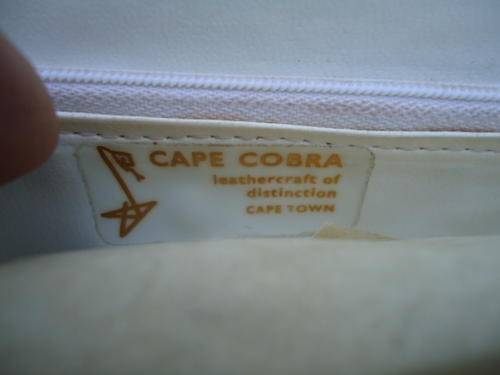 CAPE COBRA
leathercraft of
distinction
CAPE TOWN